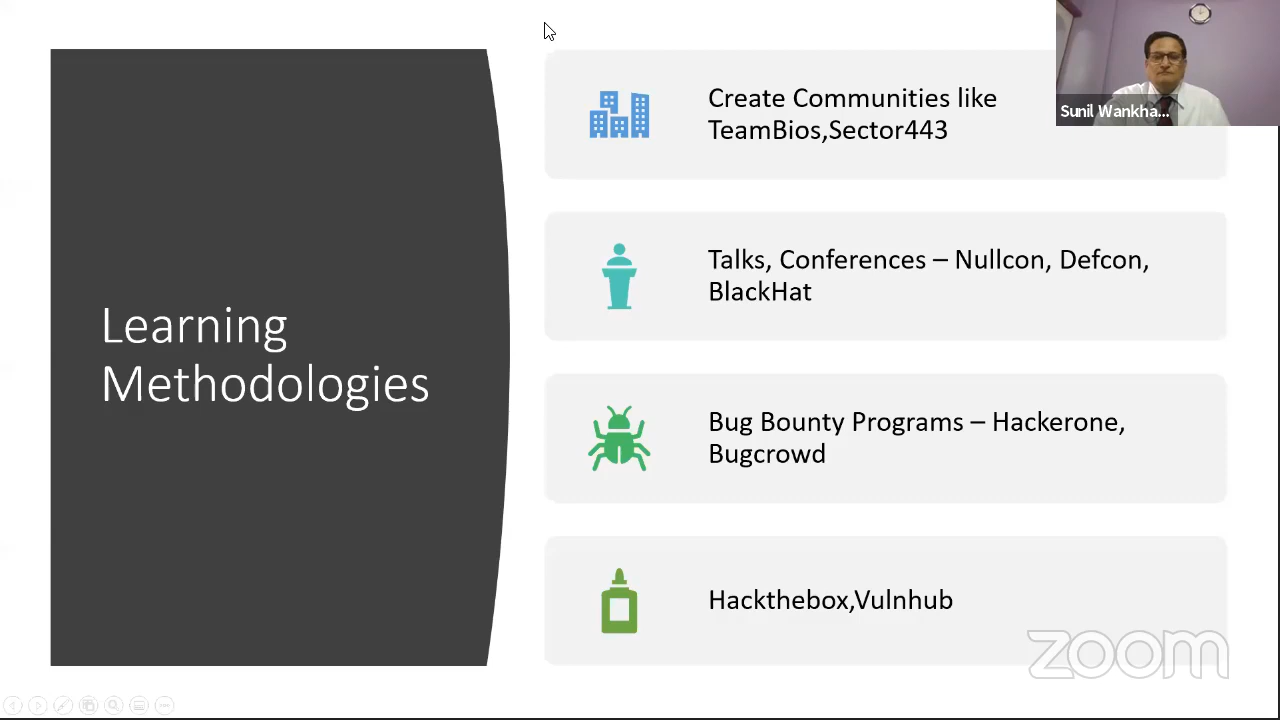 Learning
Methodologies
Create Communities like
TeamBios,Sector443
Talks, Conferences – Nullcon, Defcon,
BlackHat
Bug Bounty Programs – Hackerone,
Bugcrowd
Hackthebox,Vulnhub
Sunil Wankha...
zoom